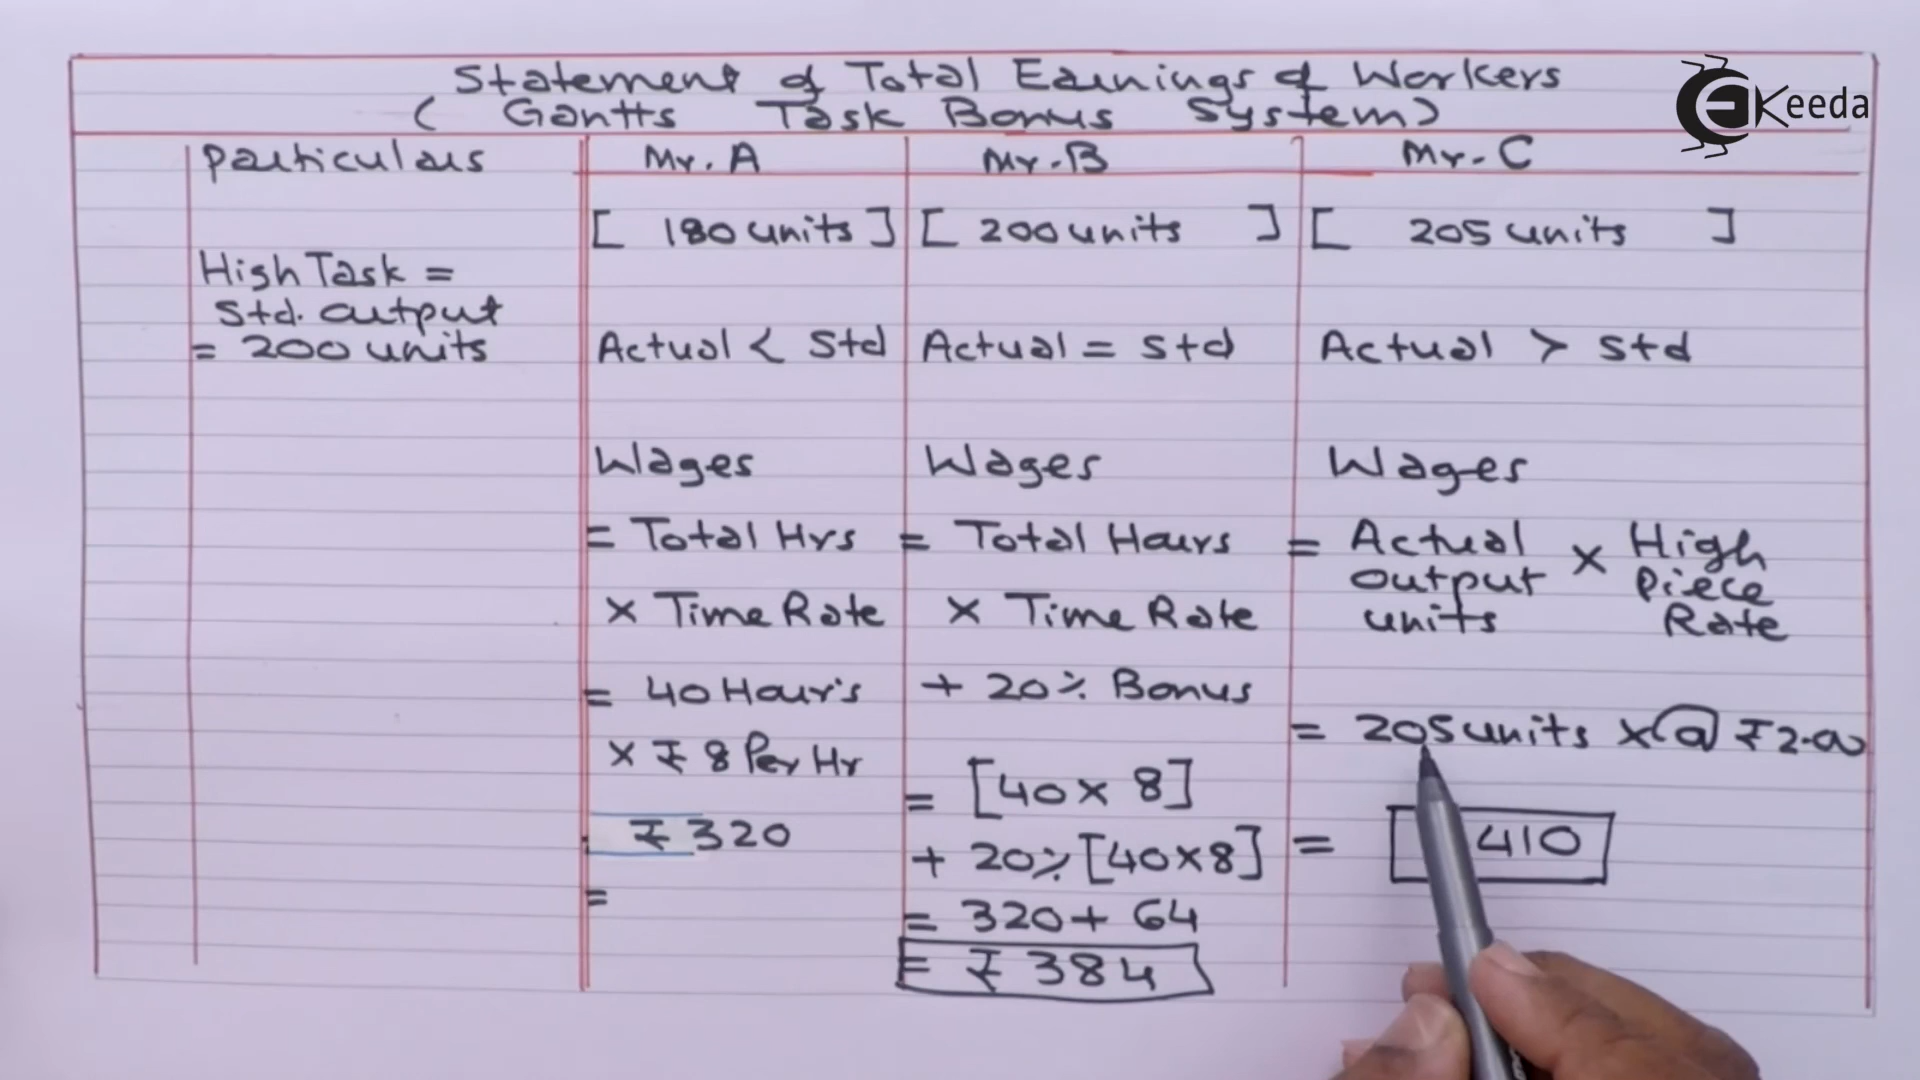 Statement of Total Earnings of Workers
( Gantts Task Bonus System)
Keeda
Particulars
Mr. A
Mr. B
Mr. C
[ 180 units ]
[ 200 units ]
[ 205 units ]
High Task =
Std. output
= 200 units
Actual < Std
Actual = Std
Actual > Std
Wages
= Total Hrs
× Time Rate
= 40 Hour's
× ₹ 8 Per Hr
₹ 320
=
Wages
= Total Hours
× Time Rate
+ 20% Bonus
= [40 × 8]
+ 20% [40×8]
= 320 + 64
= ₹ 384
Wages
= Actual output units × High Piece Rate
= 205 units × @ ₹ 2.00
= 410